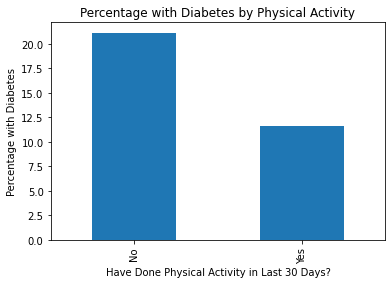 Percentage with Diabetes by Physical Activity
Percentage with Diabetes
20.0
17.5
15.0
12.5
10.0
7.5
5.0
2.5
0.0
No
Yes
Have Done Physical Activity in Last 30 Days?